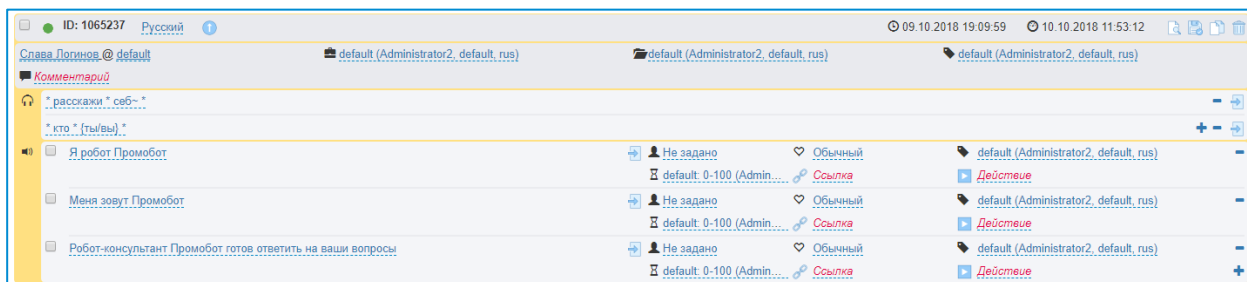 ID: 1065237 Русский 09.10.2018 19:09:59 10.10.2018 11:53:12
Слава Логинов @ default default (Administrator2, default, rus) default (Administrator2, default, rus) default (Administrator2, default, rus)
Комментарий
* расскажи * себ~ *
* кто * {ты/вы} *
Я робот Промобот Не задано Обычный default (Administrator2, default, rus)
default: 0-100 (Admin... Ссылка Действие
Меня зовут Промобот Не задано Обычный default (Administrator2, default, rus)
default: 0-100 (Admin... Ссылка Действие
Робот-консультант Промобот готов ответить на ваши вопросы Не задано Обычный default (Administrator2, default, rus)
default: 0-100 (Admin... Ссылка Действие